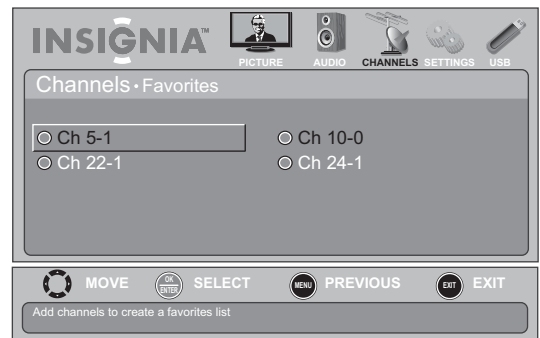 INSIGNIA™
PICTURE AUDIO CHANNELS SETTINGS USB
Channels · Favorites
Ch 5-1 Ch 10-0
Ch 22-1 Ch 24-1
MOVE OK ENTER SELECT MENU PREVIOUS EXIT EXIT
Add channels to create a favorites list